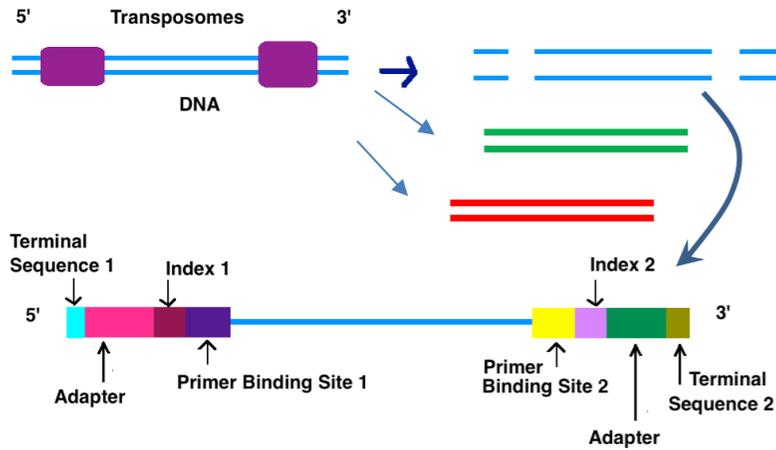 5' Transposomes 3'
DNA
Terminal
Sequence 1
Index 1
Index 2
5'
3'
Adapter
Primer Binding Site 1
Primer
Binding Site 2
Terminal
Sequence 2
Adapter